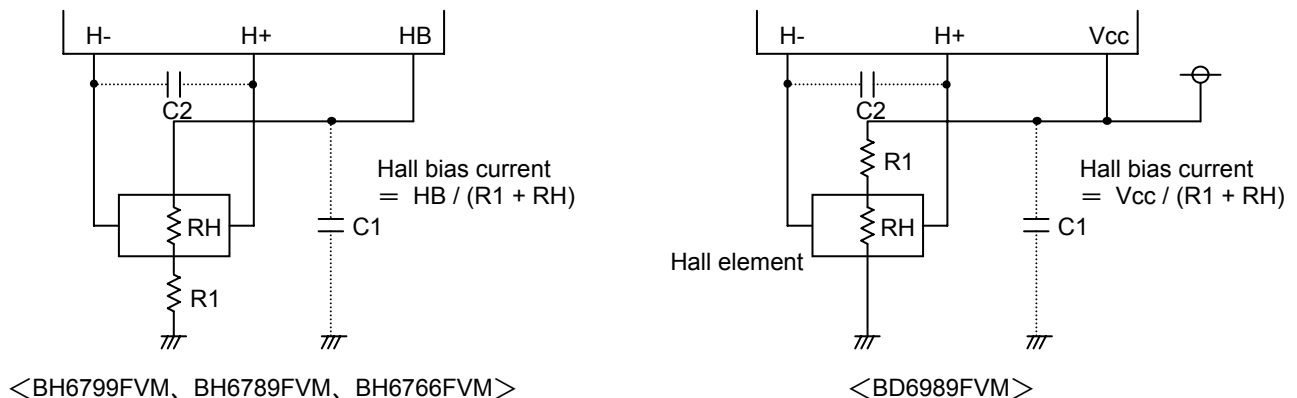 H- H+ HB
C2
Hall bias current
＝ HB / (R1 + RH)
RH
C1
R1
＜BH6799FVM、BH6789FVM、BH6766FVM＞
H- H+ Vcc
C2
R1
Hall bias current
＝ Vcc / (R1 + RH)
RH
C1
Hall element
＜BD6989FVM＞